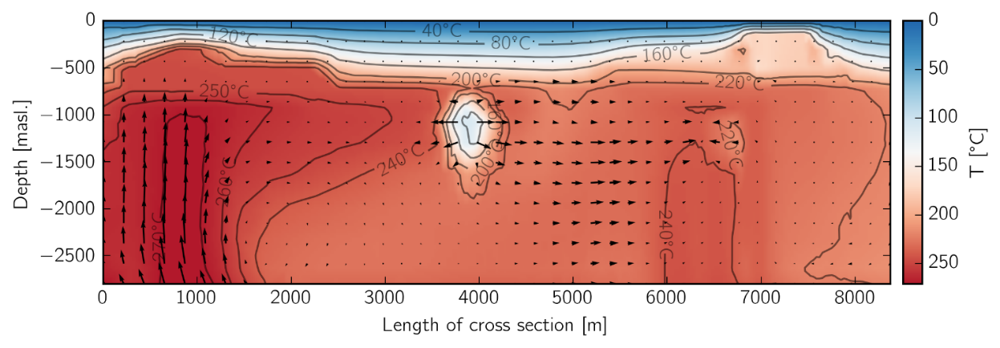 0
−500
−1000
−1500
−2000
−2500
Depth [masl.]
0
1000
2000
3000
4000
5000
6000
7000
8000
Length of cross section [m]
40°C
80°C
120°C
160°C
200°C
220°C
250°C
160°C
200°C
220°C
240°C
260°C
270°C
240°C
0
50
100
150
200
250
T [°C]